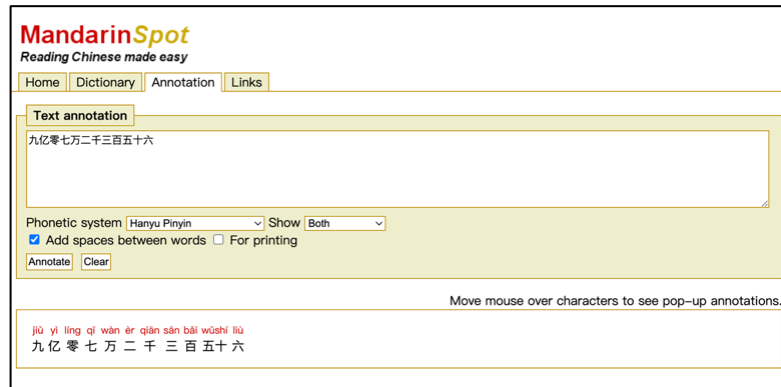 MandarinSpot
Reading Chinese made easy
Home Dictionary Annotation Links
Text annotation
九亿零七万二千三百五十六
Phonetic system Hanyu Pinyin Show Both
Add spaces between words For printing
Annotate Clear
Move mouse over characters to see pop-up annotations.
jiǔ yì líng qī wàn èr qiān sān bǎi wǔshí liù
九亿 零 七 万 二 千 三 百 五十 六